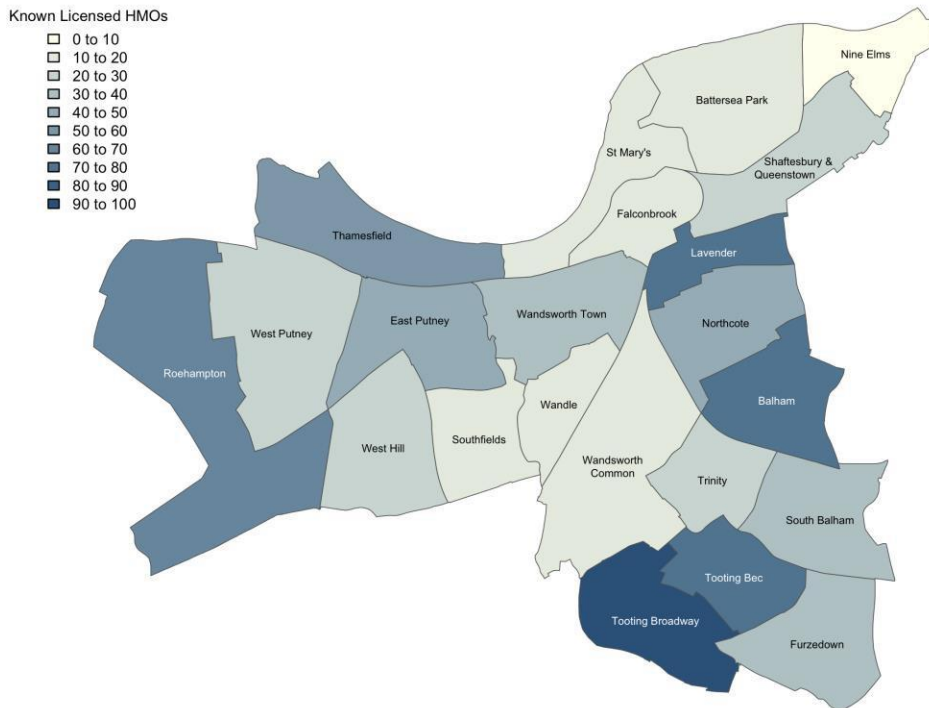 Known Licensed HMOs
0 to 10
10 to 20
20 to 30
30 to 40
40 to 50
50 to 60
60 to 70
70 to 80
80 to 90
90 to 100
Nine Elms
Battersea Park
St Mary's
Shaftesbury &
Queenstown
Falconbrook
Thamesfield
Lavender
West Putney
East Putney
Wandsworth Town
Northcote
Roehampton
Balham
Wandle
West Hill
Southfields
Wandsworth
Common
Trinity
South Balham
Tooting Bec
Tooting Broadway
Furzedown